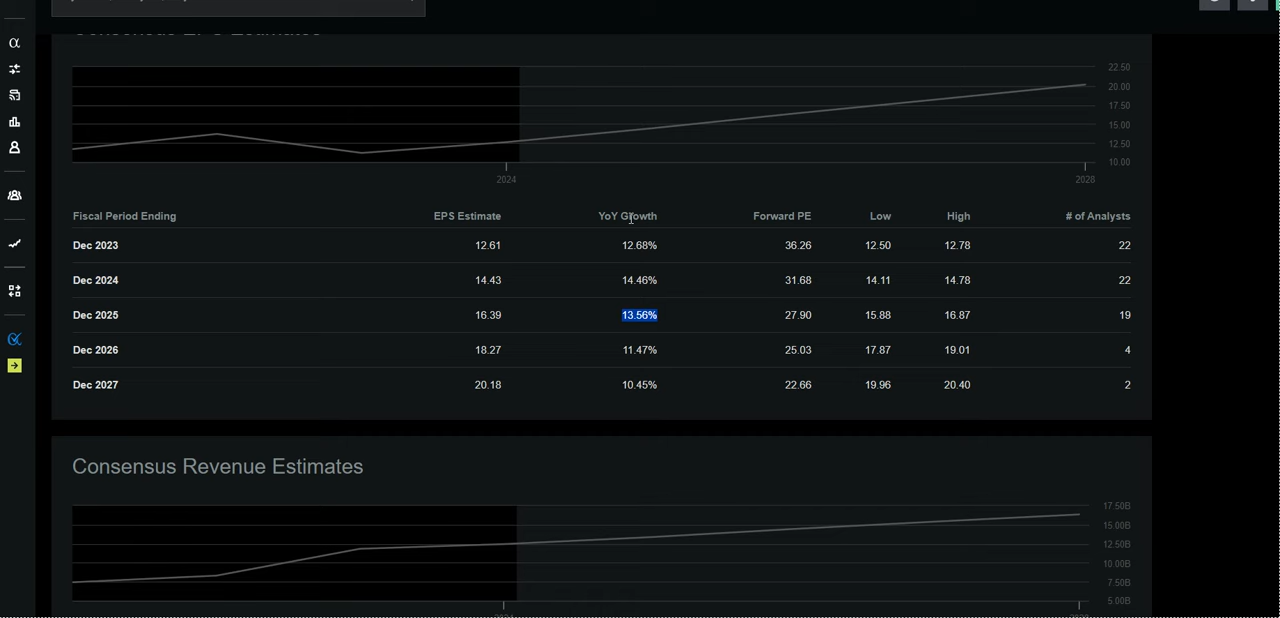 Consensus EPS Estimates
22.50
20.00
17.50
15.00
12.50
10.00
2024 2028
Fiscal Period Ending EPS Estimate YoY Growth Forward PE Low High # of Analysts
Dec 2023 12.61 12.68% 36.26 12.50 12.78 22
Dec 2024 14.43 14.46% 31.68 14.11 14.78 22
Dec 2025 16.39 13.56% 27.90 15.88 16.87 19
Dec 2026 18.27 11.47% 25.03 17.87 19.01 4
Dec 2027 20.18 10.45% 22.66 19.96 20.40 2
Consensus Revenue Estimates
17.50B
15.00B
12.50B
10.00B
7.50B
5.00B